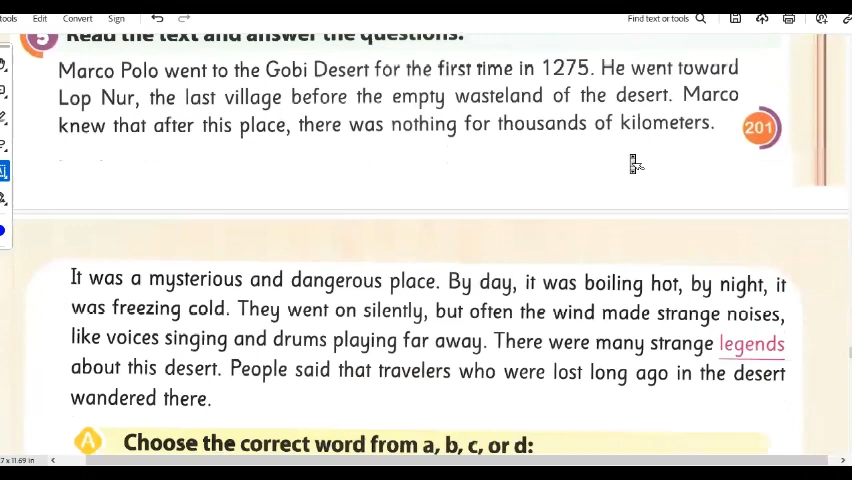 tools Edit Convert Sign Find text or tools
5 Read the text and answer the questions:
Marco Polo went to the Gobi Desert for the first time in 1275. He went toward
Lop Nur, the last village before the empty wasteland of the desert. Marco
knew that after this place, there was nothing for thousands of kilometers.
201
It was a mysterious and dangerous place. By day, it was boiling hot, by night, it
was freezing cold. They went on silently, but often the wind made strange noises,
like voices singing and drums playing far away. There were many strange legends
about this desert. People said that travelers who were lost long ago in the desert
wandered there.
A Choose the correct word from a, b, c, or d:
7 x 11.69 in